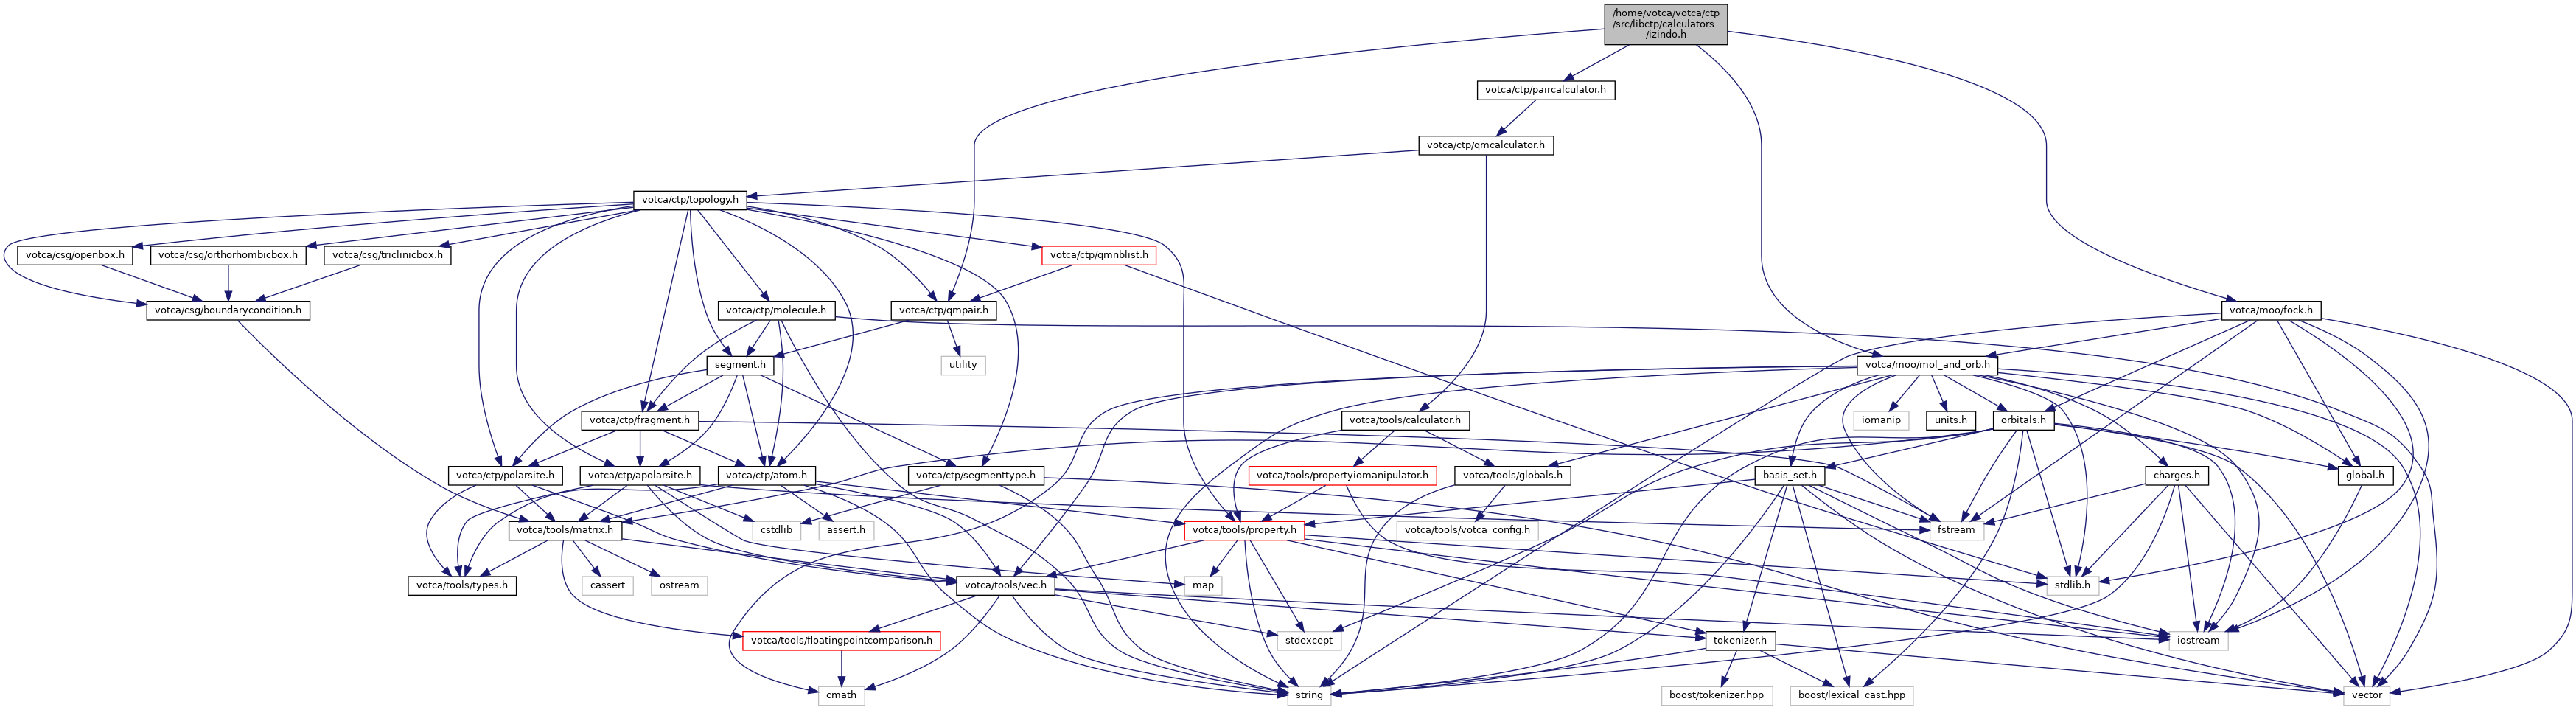 /home/votca/votca/ctp
/src/libctp/calculators
/izindo.h
votca/ctp/paircalculator.h
votca/ctp/qmcalculator.h
votca/ctp/topology.h
votca/csg/openbox.h
votca/csg/orthorhombicbox.h
votca/csg/triclinicbox.h
votca/ctp/qmnblist.h
votca/csg/boundarycondition.h
votca/ctp/molecule.h
votca/ctp/qmpair.h
votca/moo/fock.h
segment.h
utility
votca/moo/mol_and_orb.h
votca/ctp/fragment.h
votca/tools/calculator.h
iomanip
units.h
orbitals.h
votca/ctp/polarsite.h
votca/ctp/apolarsite.h
votca/ctp/atom.h
votca/ctp/segmenttype.h
votca/tools/propertyiomanipulator.h
votca/tools/globals.h
basis_set.h
charges.h
global.h
votca/tools/matrix.h
cstdlib
assert.h
votca/tools/property.h
votca/tools/votca_config.h
fstream
votca/tools/types.h
cassert
ostream
votca/tools/vec.h
map
stdlib.h
votca/tools/floatingpointcomparison.h
stdexcept
tokenizer.h
iostream
cmath
string
boost/tokenizer.hpp
boost/lexical_cast.hpp
vector